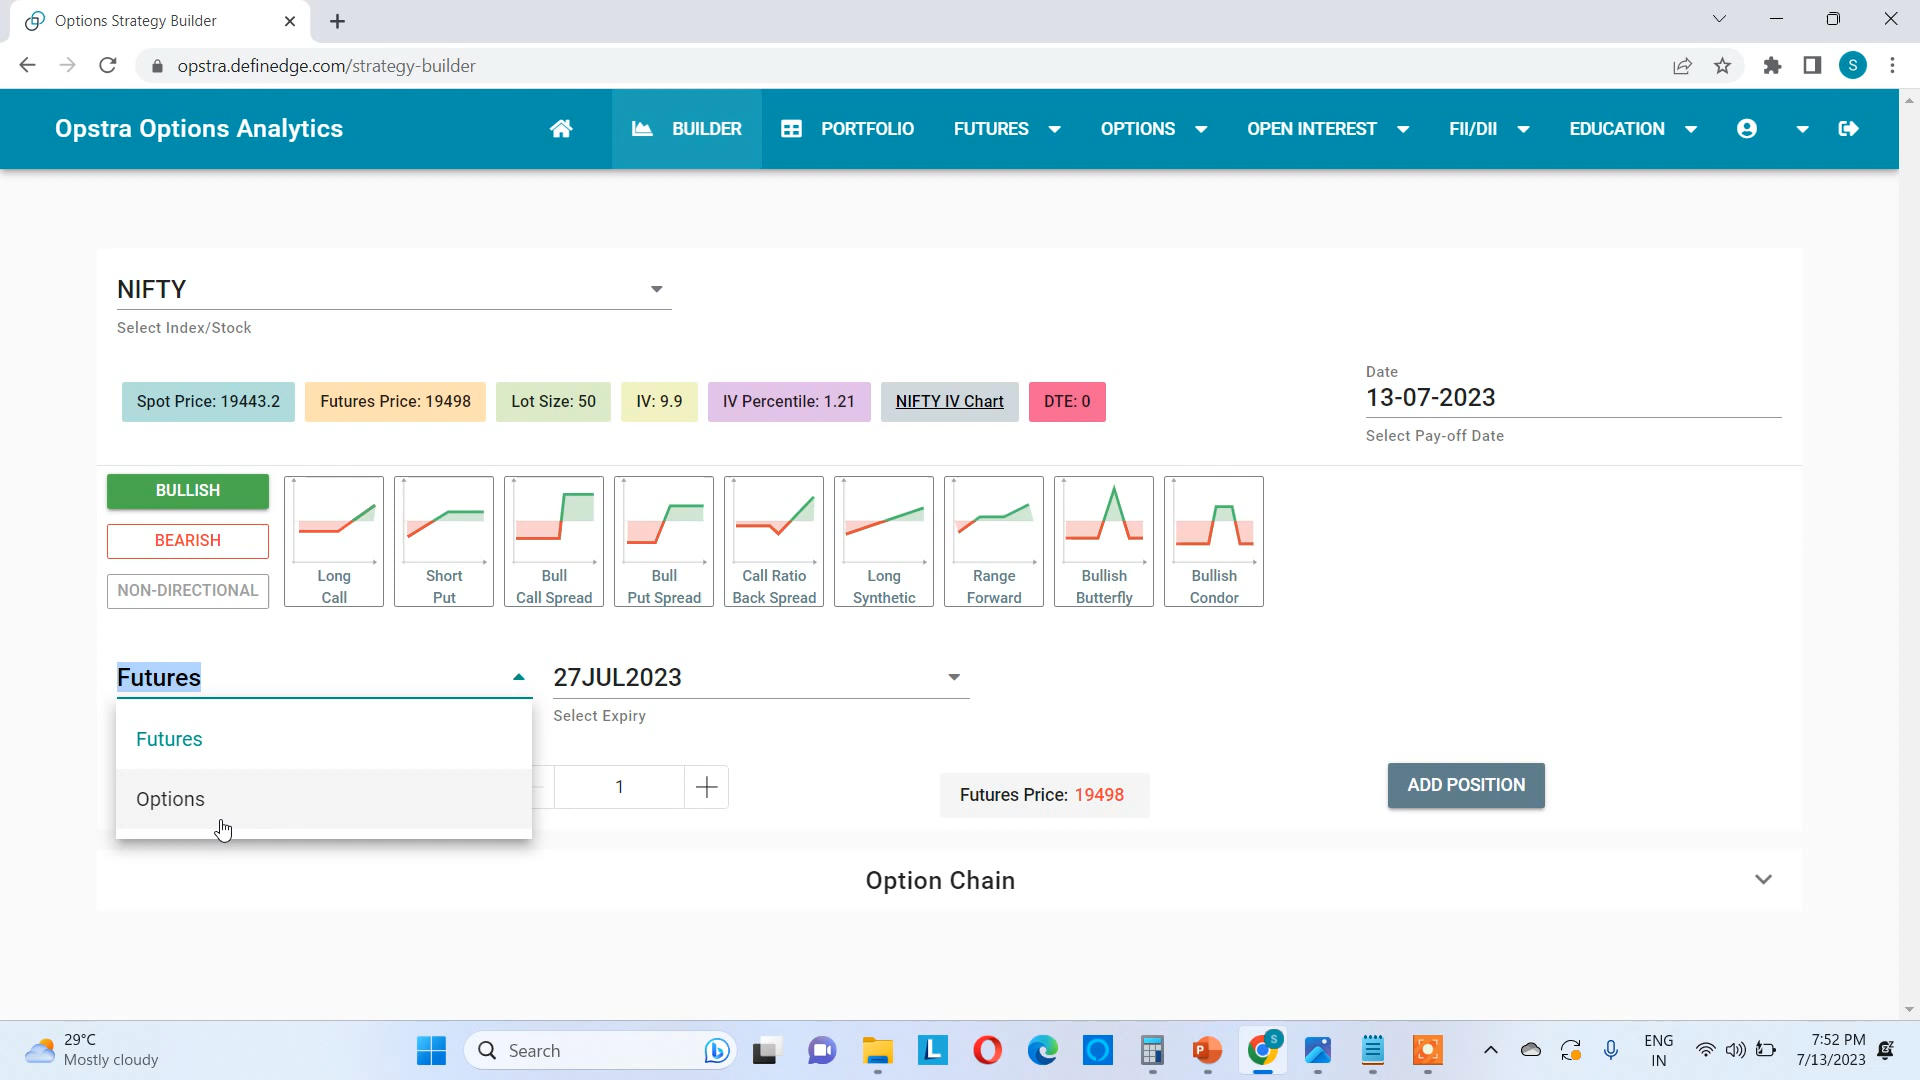 Options Strategy Builder
opstra.definedge.com/strategy-builder
S
Opstra Options Analytics
BUILDER
PORTFOLIO
FUTURES
OPTIONS
OPEN INTEREST
FII/DII
EDUCATION
NIFTY
Select Index/Stock
Spot Price: 19443.2
Futures Price: 19498
Lot Size: 50
IV: 9.9
IV Percentile: 1.21
NIFTY IV Chart
DTE: 0
Date
13-07-2023
Select Pay-off Date
BULLISH
BEARISH
NON-DIRECTIONAL
Long
Call
Short
Put
Bull
Call Spread
Bull
Put Spread
Call Ratio
Back Spread
Long
Synthetic
Range
Forward
Bullish
Butterfly
Bullish
Condor
Futures
27JUL2023
Select Expiry
Futures
Options
1
Futures Price: 19498
ADD POSITION
Option Chain
29°C
Mostly cloudy
Search
L
P
S
ENG
IN
7:52 PM
7/13/2023